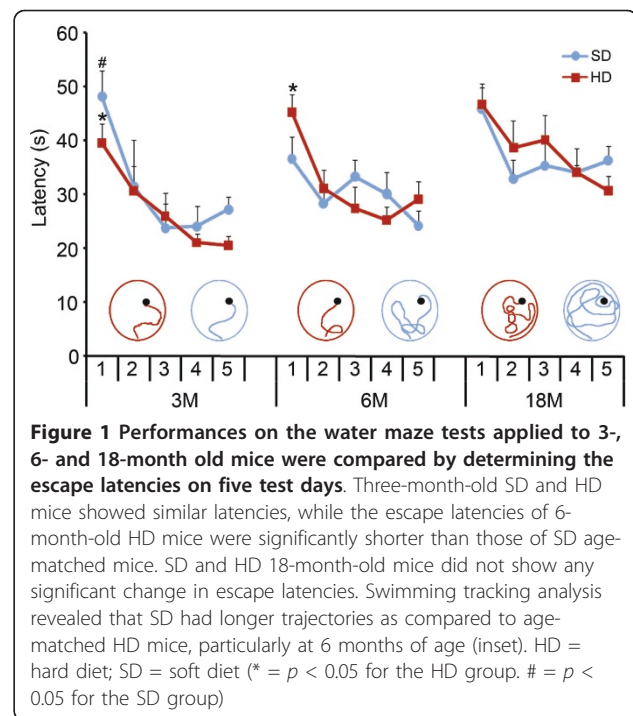 60
50
40
30
20
10
0
Latency (s)
#
*
*
SD
HD
1 2 3 4 5 1 2 3 4 5 1 2 3 4 5
3M 6M 18M
Figure 1 Performances on the water maze tests applied to 3-,
6- and 18-month old mice were compared by determining the
escape latencies on five test days. Three-month-old SD and HD
mice showed similar latencies, while the escape latencies of 6-
month-old HD mice were significantly shorter than those of SD age-
matched mice. SD and HD 18-month-old mice did not show any
significant change in escape latencies. Swimming tracking analysis
revealed that SD had longer trajectories as compared to age-
matched HD mice, particularly at 6 months of age (inset). HD =
hard diet; SD = soft diet (* = p < 0.05 for the HD group. # = p <
0.05 for the SD group)